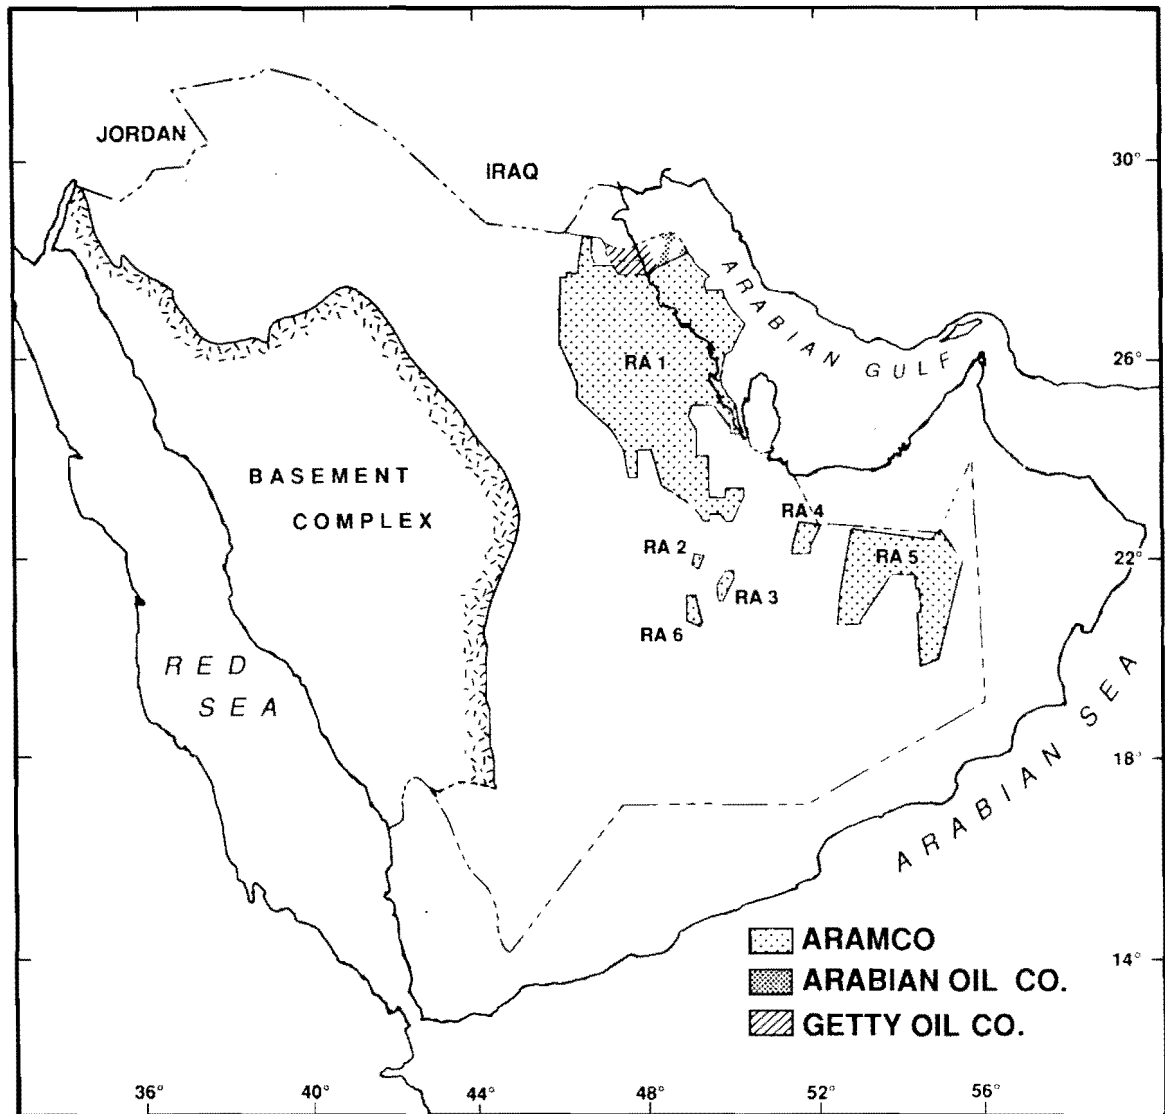 JORDAN
IRAQ
30°
ARABIAN GULF
RA 1
26°
BASEMENT
COMPLEX
RA 4
RA 2
RA 5
22°
RA 3
RA 6
RED
SEA
ARABIAN SEA
18°
ARAMCO
14°
ARABIAN OIL CO.
GETTY OIL CO.
36°
40°
44°
48°
52°
56°